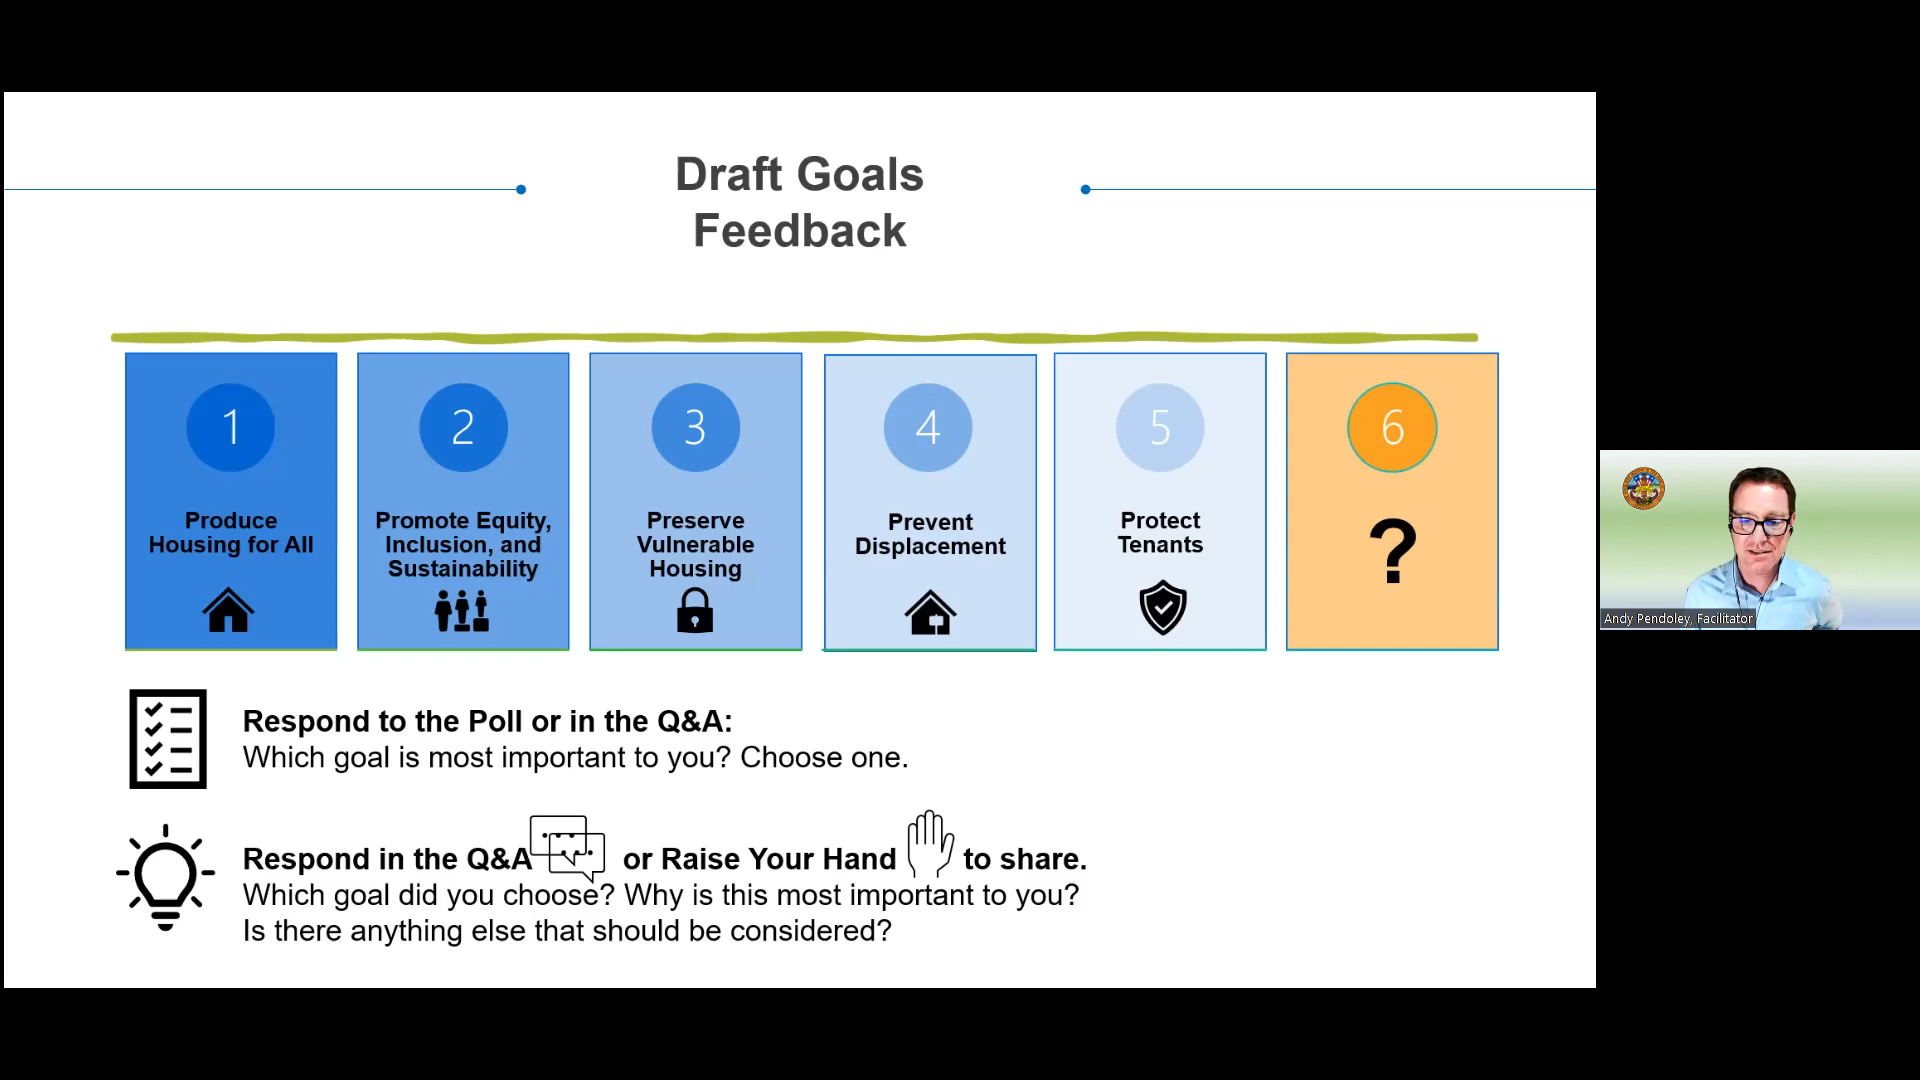 Draft Goals
Feedback
1
Produce
Housing for All
2
Promote Equity,
Inclusion, and
Sustainability
3
Preserve
Vulnerable
Housing
4
Prevent
Displacement
5
Protect
Tenants
6
?
Respond to the Poll or in the Q&A:
Which goal is most important to you? Choose one.
Respond in the Q&A or Raise Your Hand to share.
Which goal did you choose? Why is this most important to you?
Is there anything else that should be considered?
Andy Pendoley, Facilitator